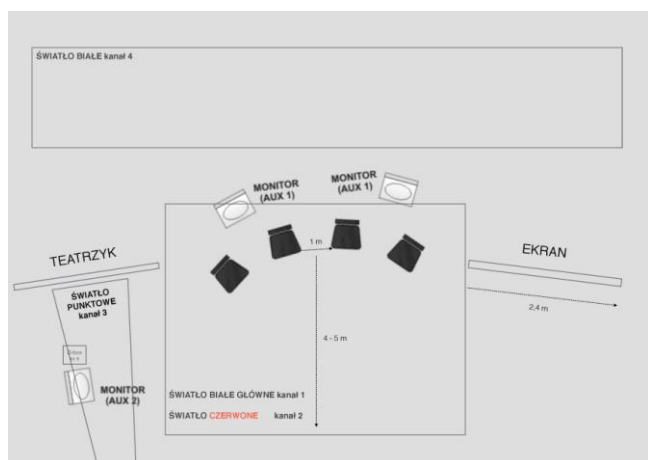 ŚWIATŁO BIAŁE kanał 4
MONITOR
(AUX 1)
MONITOR
(AUX 1)
1 m
TEATRZYK
EKRAN
ŚWIATŁO
PUNKTOWE
kanał 3
2,4 m
4 - 5 m
MONITOR
(AUX 2)
ŚWIATŁO BIAŁE GŁÓWNE kanał 1
ŚWIATŁO CZERWONE kanał 2